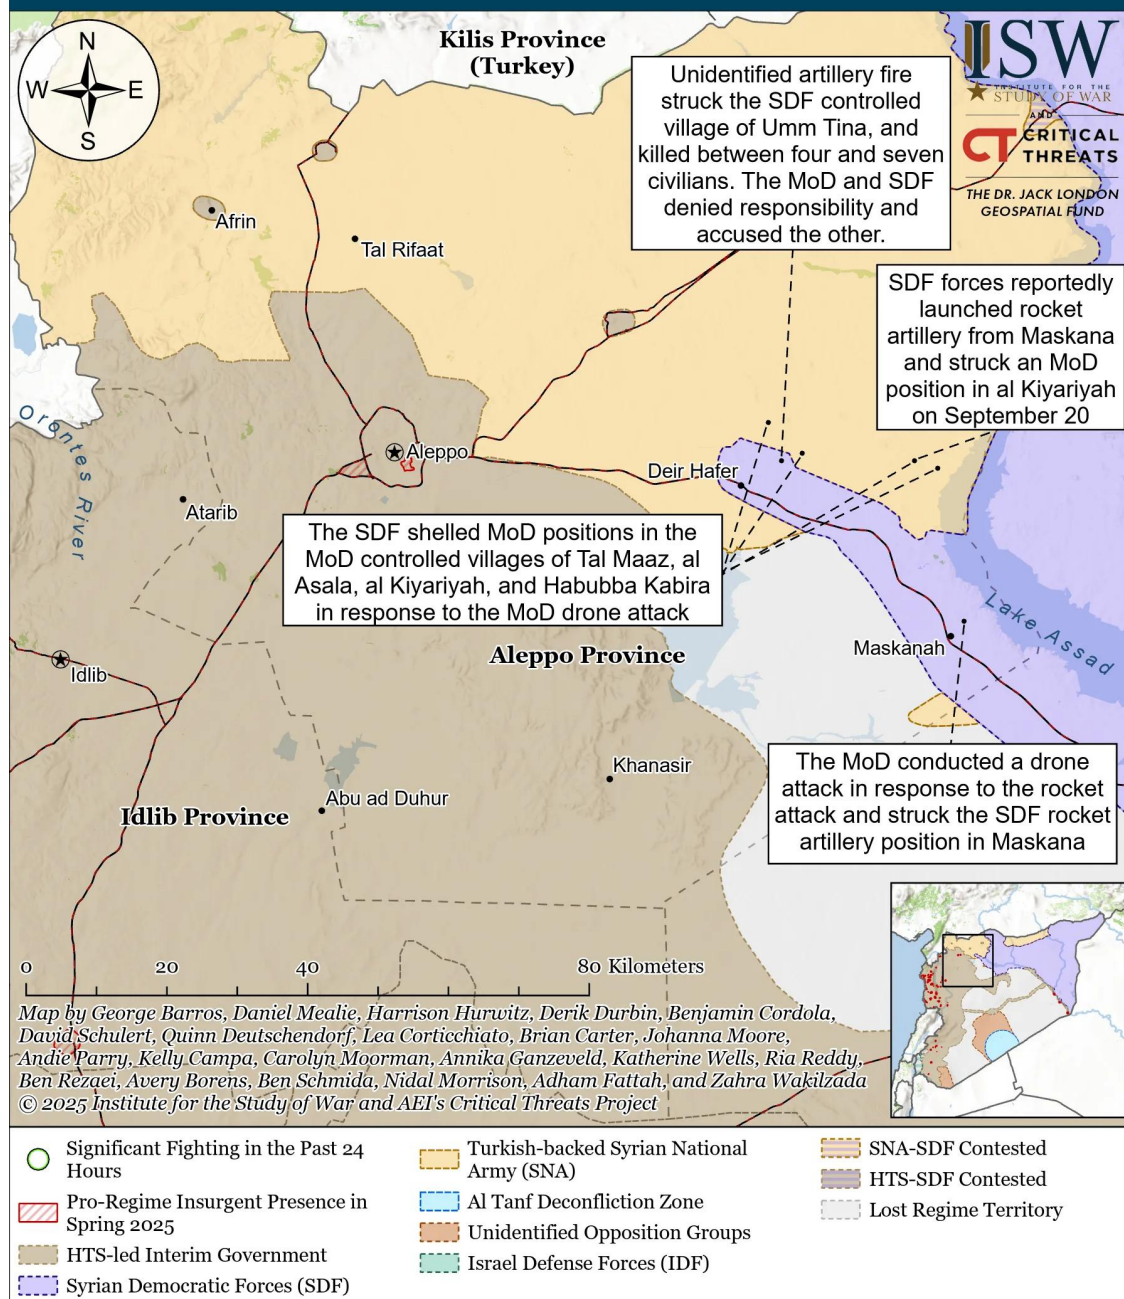 N
W
E
S
Kilis Province
(Turkey)
Unidentified artillery fire
struck the SDF controlled
village of Umm Tina, and
killed between four and seven
civilians. The MoD and SDF
denied responsibility and
accused the other.
ISW
INSTITUTE FOR THE
STUDY OF WAR
AND
CT CRITICAL
THREATS
THE DR. JACK LONDON
GEOSPATIAL FUND
SDF forces reportedly
launched rocket
artillery from Maskana
and struck an MoD
position in al Kiyariyah
on September 20
Afrin
Tal Rifaat
Orontes River
Aleppo
Deir Hafer
Atarib
The SDF shelled MoD positions in the
MoD controlled villages of Tal Maaz, al
Asala, al Kiyariyah, and Habubba Kabira
in response to the MoD drone attack
Lake Assad
Maskanah
Aleppo Province
Idlib
Khanasir
The MoD conducted a drone
attack in response to the rocket
attack and struck the SDF rocket
artillery position in Maskana
Abu ad Duhur
Idlib Province
0 20 40 80 Kilometers
Map by George Barros, Daniel Mealie, Harrison Hurwitz, Derik Durbin, Benjamin Cordola,
David Schulert, Quinn Deutschendorf, Lea Corticchiato, Brian Carter, Johanna Moore,
Andie Parry, Kelly Campa, Carolyn Moorman, Annika Ganzeveld, Katherine Wells, Ria Reddy,
Ben Rezaei, Avery Borens, Ben Schmida, Nidal Morrison, Adham Fattah, and Zahra Wakilzada
© 2025 Institute for the Study of War and AEI's Critical Threats Project
Significant Fighting in the Past 24
Hours
Pro-Regime Insurgent Presence in
Spring 2025
HTS-led Interim Government
Syrian Democratic Forces (SDF)
Turkish-backed Syrian National
Army (SNA)
Al Tanf Deconfliction Zone
Unidentified Opposition Groups
Israel Defense Forces (IDF)
SNA-SDF Contested
HTS-SDF Contested
Lost Regime Territory